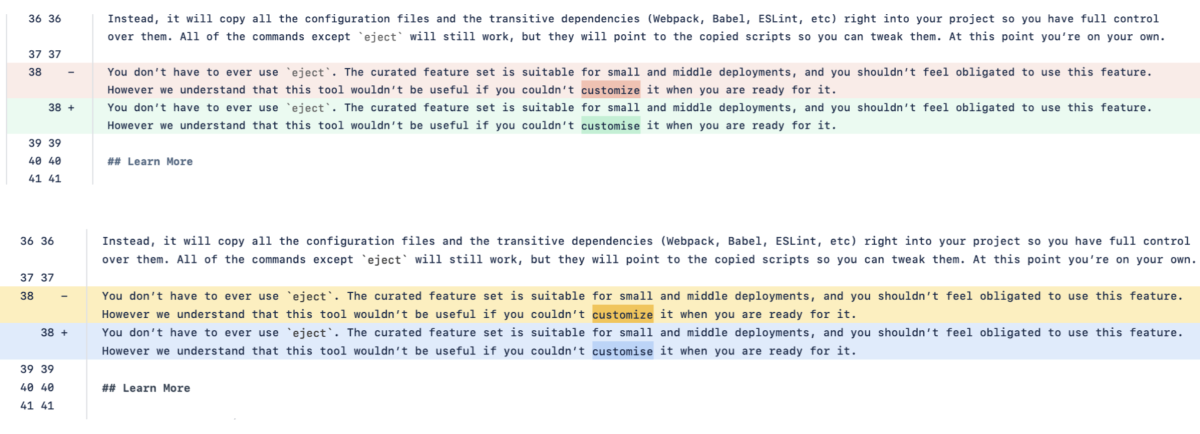 36 36 Instead, it will copy all the configuration files and the transitive dependencies (Webpack, Babel, ESLint, etc) right into your project so you have full control
over them. All of the commands except `eject` will still work, but they will point to the copied scripts so you can tweak them. At this point you’re on your own.
37 37
38 - You don’t have to ever use `eject`. The curated feature set is suitable for small and middle deployments, and you shouldn’t feel obligated to use this feature.
However we understand that this tool wouldn’t be useful if you couldn’t customize it when you are ready for it.
38 + You don’t have to ever use `eject`. The curated feature set is suitable for small and middle deployments, and you shouldn’t feel obligated to use this feature.
However we understand that this tool wouldn’t be useful if you couldn’t customise it when you are ready for it.
39 39
40 40 ## Learn More
41 41
36 36 Instead, it will copy all the configuration files and the transitive dependencies (Webpack, Babel, ESLint, etc) right into your project so you have full control
over them. All of the commands except `eject` will still work, but they will point to the copied scripts so you can tweak them. At this point you’re on your own.
37 37
38 - You don’t have to ever use `eject`. The curated feature set is suitable for small and middle deployments, and you shouldn’t feel obligated to use this feature.
However we understand that this tool wouldn’t be useful if you couldn’t customize it when you are ready for it.
38 + You don’t have to ever use `eject`. The curated feature set is suitable for small and middle deployments, and you shouldn’t feel obligated to use this feature.
However we understand that this tool wouldn’t be useful if you couldn’t customise it when you are ready for it.
39 39
40 40 ## Learn More
41 41